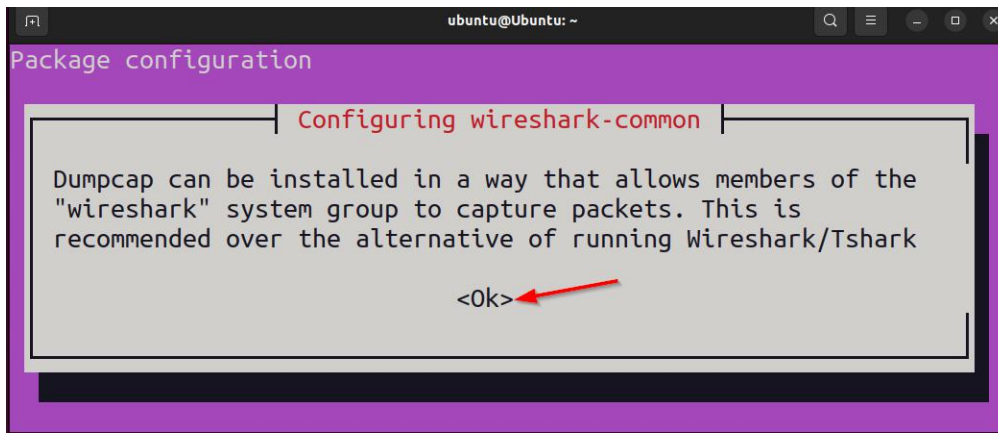 ubuntu@Ubuntu: ~
Package configuration
Configuring wireshark-common
Dumpcap can be installed in a way that allows members of the
"wireshark" system group to capture packets. This is
recommended over the alternative of running Wireshark/Tshark
<Ok>